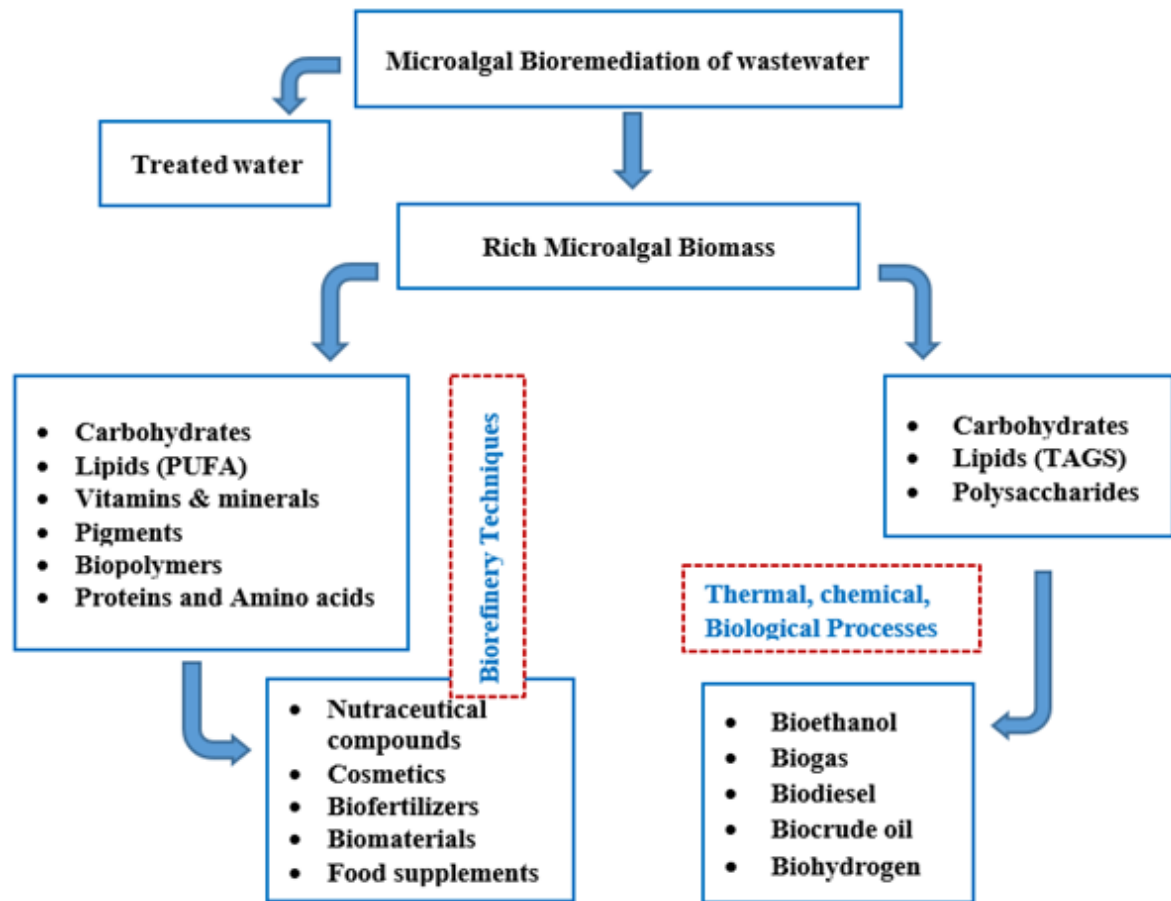 Microalgal Bioremediation of wastewater
Treated water
Rich Microalgal Biomass
• Carbohydrates
• Lipids (PUFA)
• Vitamins & minerals
• Pigments
• Biopolymers
• Proteins and Amino acids
Biorefinery Techniques
• Carbohydrates
• Lipids (TAGS)
• Polysaccharides
Thermal, chemical,
Biological Processes
• Nutraceutical
compounds
• Cosmetics
• Biofertilizers
• Biomaterials
• Food supplements
• Bioethanol
• Biogas
• Biodiesel
• Biocrude oil
• Biohydrogen